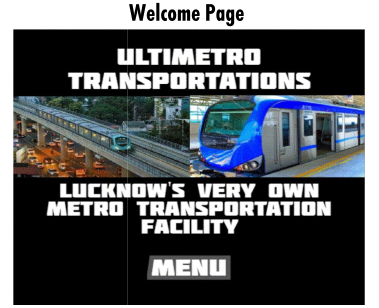 Welcome Page
ULTIMETRO
TRANSPORTATIONS
LUCKNOW'S VERY OWN
METRO TRANSPORTATION
FACILITY
MENU